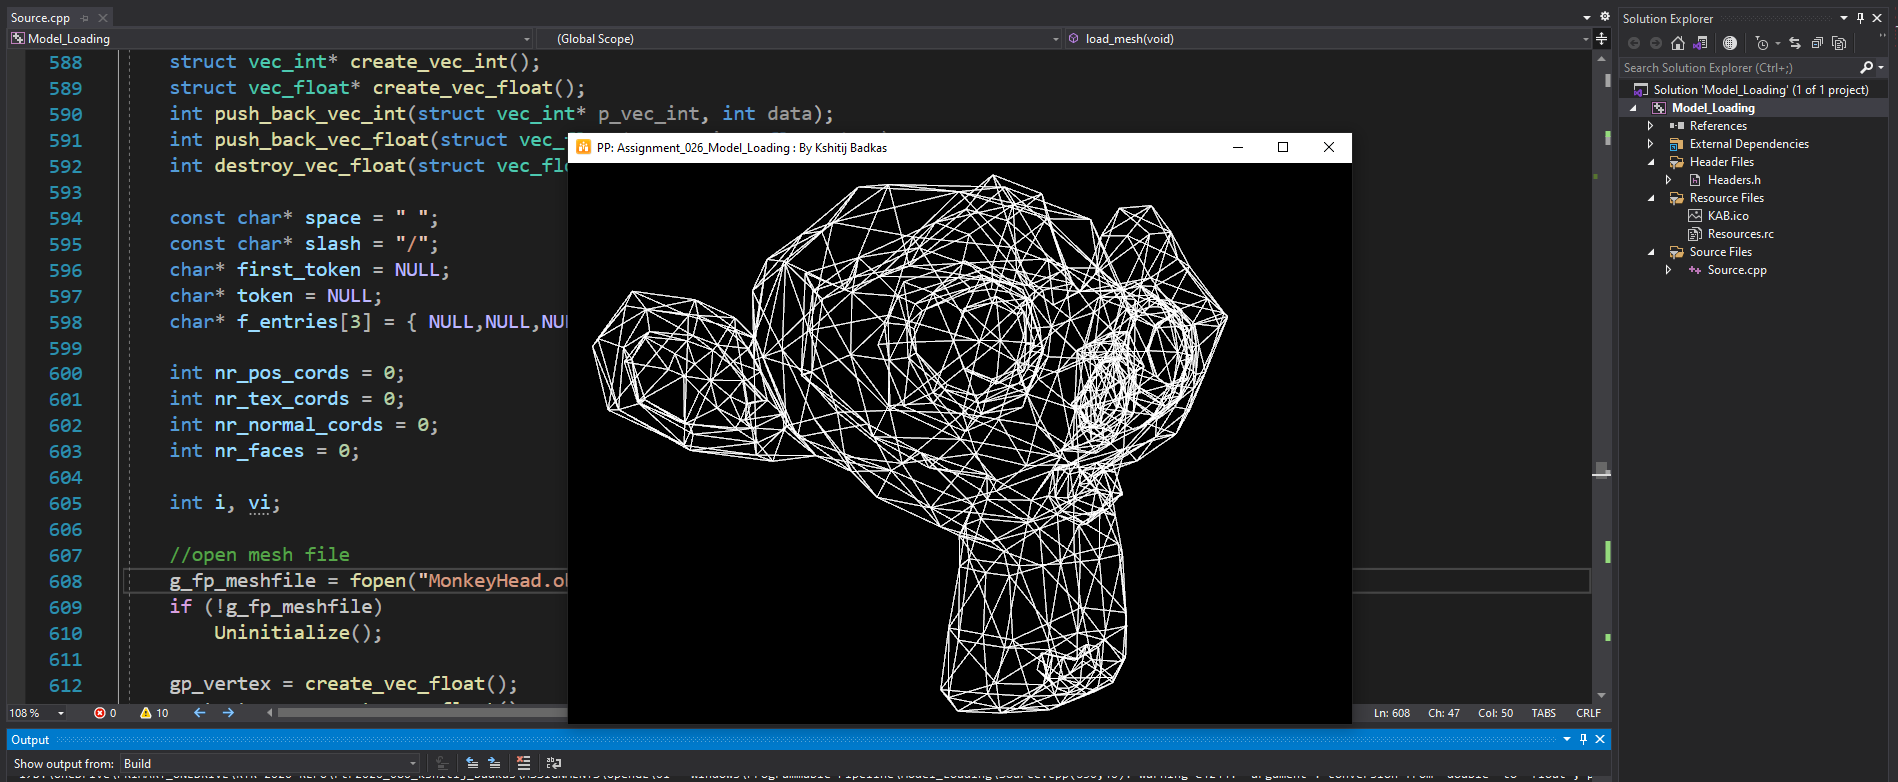 Source.cpp
Model_Loading
(Global Scope)
load_mesh(void)
588 struct vec_int* create_vec_int();
589 struct vec_float* create_vec_float();
590 int push_back_vec_int(struct vec_int* p_vec_int, int data);
591 int push_back_vec_float(struct vec_
592 int destroy_vec_float(struct vec_flo
593
594 const char* space = " ";
595 const char* slash = "/";
596 char* first_token = NULL;
597 char* token = NULL;
598 char* f_entries[3] = { NULL,NULL,NUL
599
600 int nr_pos_cords = 0;
601 int nr_tex_cords = 0;
602 int nr_normal_cords = 0;
603 int nr_faces = 0;
604
605 int i, vi;
606
607 //open mesh file
608 g_fp_meshfile = fopen("MonkeyHead.ob
609 if (!g_fp_meshfile)
610 Uninitialize();
611
612 gp_vertex = create_vec_float();
PP: Assignment_026_Model_Loading : By Kshitij Badkas
108 %
0
10
Ln: 608
Ch: 47
Col: 50
TABS
CRLF
Output
Show output from:
Build
Solution Explorer
Search Solution Explorer (Ctrl+;)
Solution 'Model_Loading' (1 of 1 project)
Model_Loading
References
External Dependencies
Header Files
Headers.h
Resource Files
KAB.ico
Resources.rc
Source Files
Source.cpp